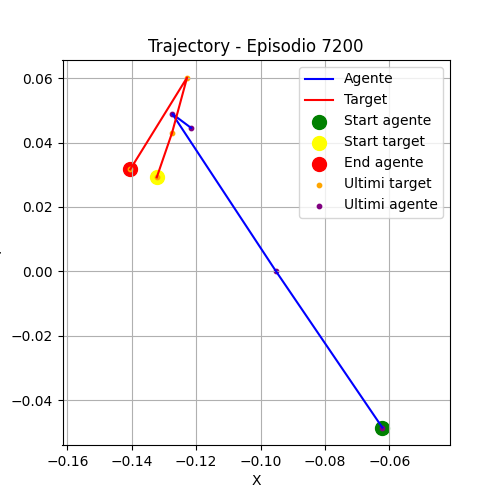 Trajectory - Episodio 7200
0.06
0.04
0.02
0.00
−0.02
−0.04
Agente
Target
Start agente
Start target
End agente
Ultimi target
Ultimi agente
−0.16
−0.14
−0.12
−0.10
−0.08
−0.06
X